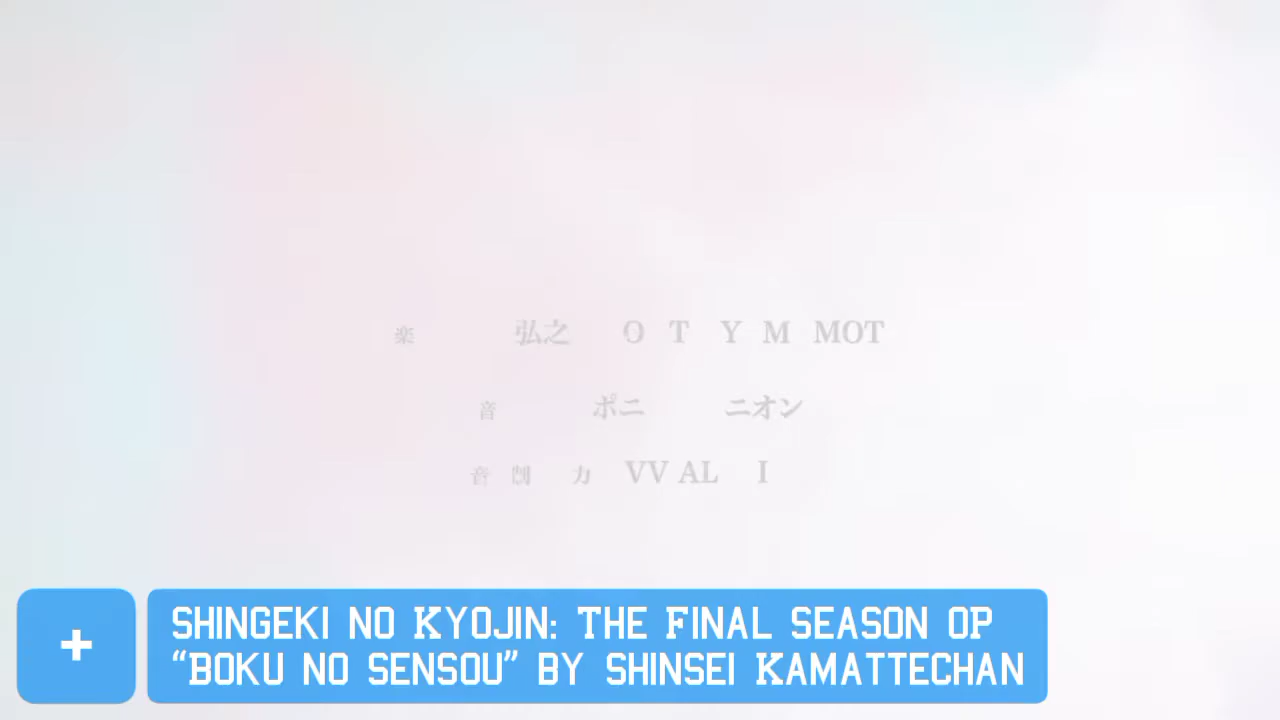 楽 弘之 O T Y M MOT
音 ポニ ニオン
音 制 力 VV AL I
+
SHINGEKI NO KYOJIN: THE FINAL SEASON OP
“BOKU NO SENSOU” BY SHINSEI KAMATTECHAN